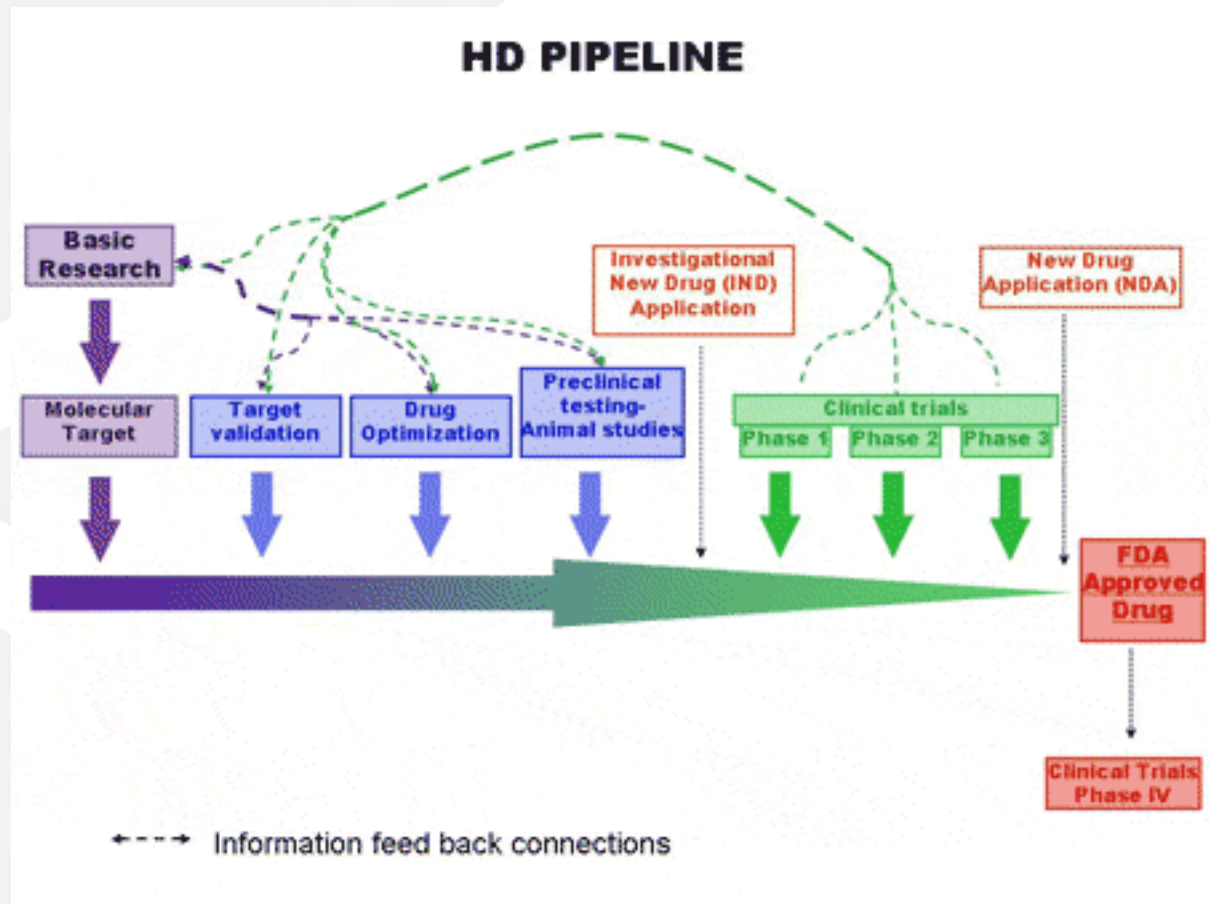 HD PIPELINE
Basic
Research
Investigational
New Drug (IND)
Application
New Drug
Application (NDA)
Molecular
Target
Target
validation
Drug
Optimization
Preclinical
testing-
Animal studies
Clinical trials
Phase 1
Phase 2
Phase 3
FDA
Approved
Drug
Clinical Trials
Phase IV
Information feed back connections